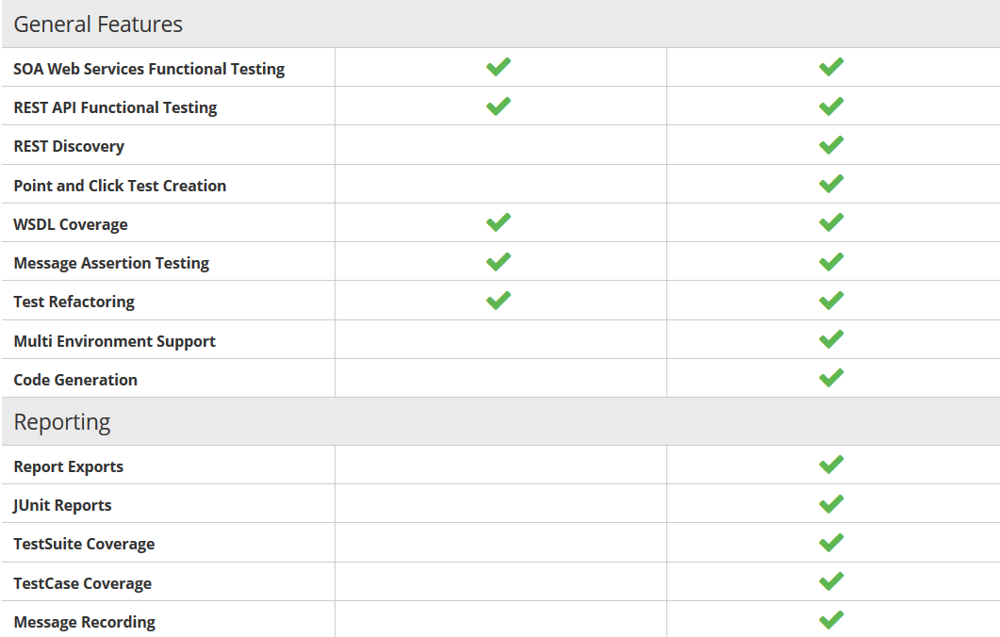 General Features
SOA Web Services Functional Testing
REST API Functional Testing
REST Discovery
Point and Click Test Creation
WSDL Coverage
Message Assertion Testing
Test Refactoring
Multi Environment Support
Code Generation
Reporting
Report Exports
JUnit Reports
TestSuite Coverage
TestCase Coverage
Message Recording